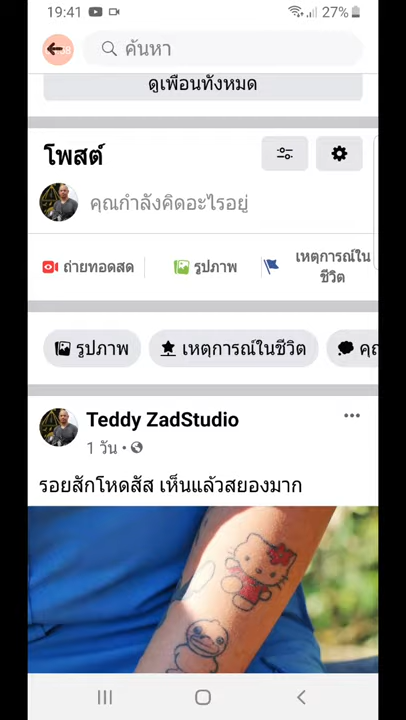 19:41
27%
ค้นหา
ดูเพื่อนทั้งหมด
โพสต์
คุณกำลังคิดอะไรอยู่
ถ่ายทอดสด
รูปภาพ
เหตุการณ์ในชีวิต
รูปภาพ
เหตุการณ์ในชีวิต
Teddy ZadStudio
1 วัน
รอยสักโหดสัส เห็นแล้วสยองมาก